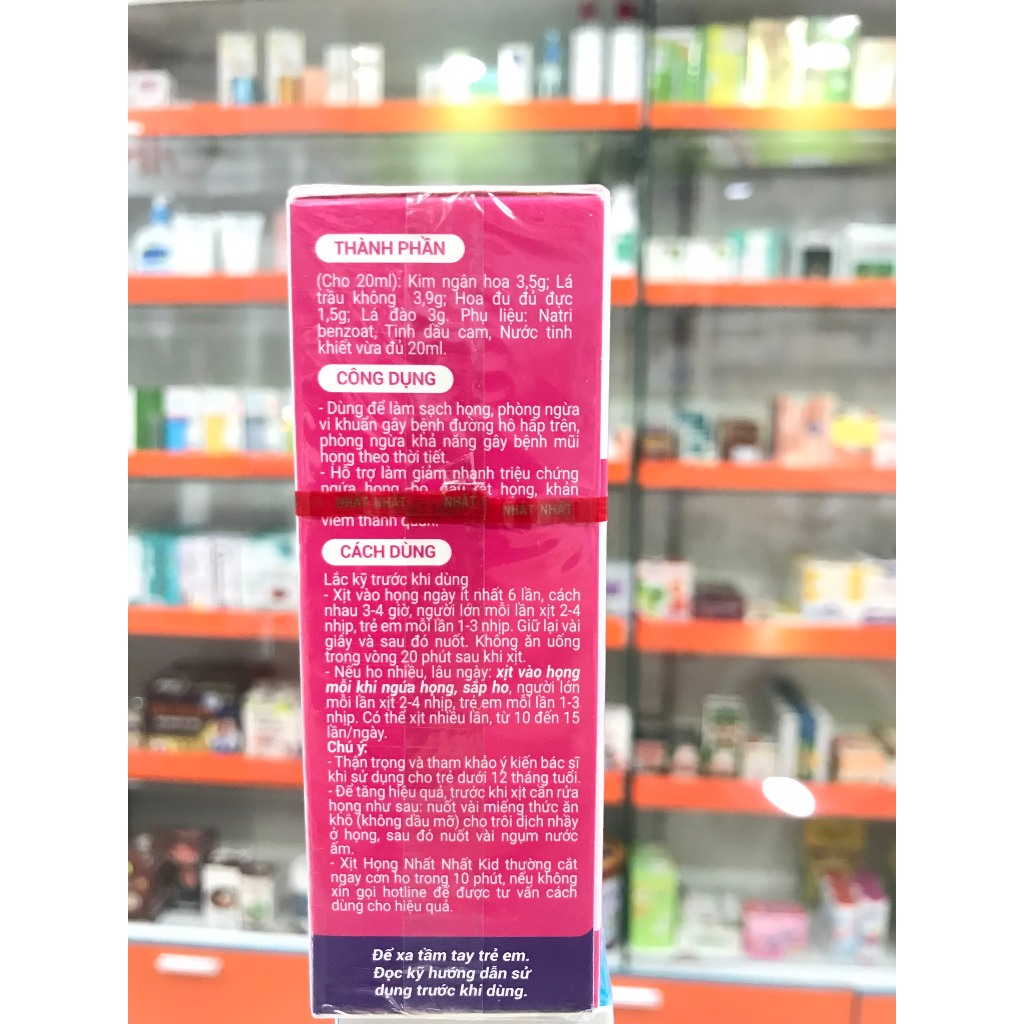 THÀNH PHẦN
(Cho 20ml): Kim ngân hoa 3,5g; Lá
trầu không 3,9g; Hoa đu đủ đực
1,5g; Lá đào 3g. Phụ liệu: Natri
benzoat, Tinh dầu cam, Nước tinh
khiết vừa đủ 20ml.
CÔNG DỤNG
- Dùng để làm sạch họng, phòng ngừa
vi khuẩn gây bệnh đường hô hấp trên,
phòng ngừa khả năng gây bệnh mũi
họng theo thời tiết.
- Hỗ trợ làm giảm nhanh triệu chứng
ngứa họng, ho, đau rát họng, khản
NHẤT NHẤT NHẤT NHẤT NHẤT
viêm thanh quản.
CÁCH DÙNG
Lắc kỹ trước khi dùng
- Xịt vào họng ngày ít nhất 6 lần, cách
nhau 3-4 giờ, người lớn mỗi lần xịt 2-4
nhịp, trẻ em mỗi lần 1-3 nhịp. Giữ lại vài
giây và sau đó nuốt. Không ăn uống
trong vòng 20 phút sau khi xịt.
- Nếu ho nhiều, lâu ngày: xịt vào họng
mỗi khi ngứa họng, sắp ho, người lớn
mỗi lần xịt 2-4 nhịp, trẻ em mỗi lần 1-3
nhịp. Có thể xịt nhiều lần, từ 10 đến 15
lần/ngày.
Chú ý:
- Thận trọng và tham khảo ý kiến bác sĩ
khi sử dụng cho trẻ dưới 12 tháng tuổi.
- Để tăng hiệu quả, trước khi xịt cần rửa
họng như sau: nuốt vài miếng thức ăn
khô (không dầu mỡ) cho trôi dịch nhầy
ở họng, sau đó nuốt vài ngụm nước
ấm.
- Xịt Họng Nhất Nhất Kid thường cắt
ngay cơn ho trong 10 phút, nếu không
xin gọi hotline để được tư vấn cách
dùng cho hiệu quả.
Để xa tầm tay trẻ em.
Đọc kỹ hướng dẫn sử
dụng trước khi dùng.